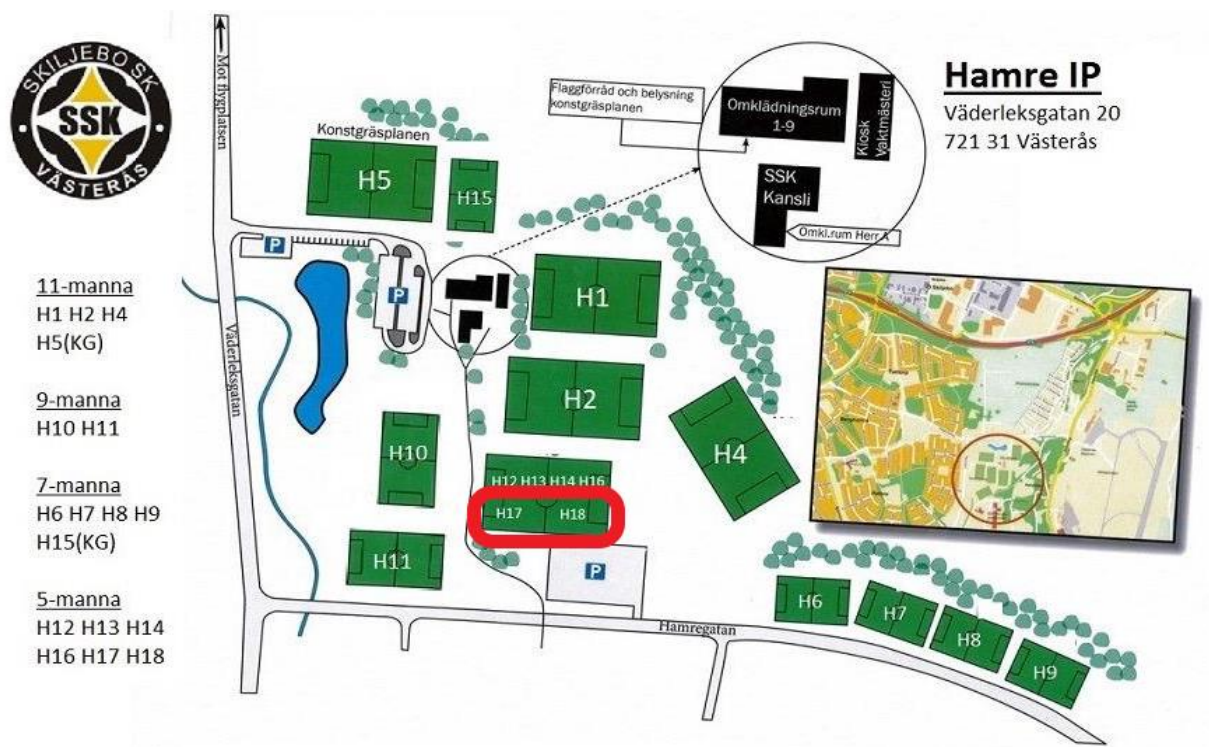 SKILJEBO SK
SSK
VÄSTERÅS
Mot flygplatsen
Konstgräsplanen
H5
H15
Flaggförråd och belysning
konstgräsplanen
Omklädningsrum
1-9
Kiosk
Vaktmästeri
SSK
Kansli
Omkl.rum Herr A
Hamre IP
Väderleksgatan 20
721 31 Västerås
P
P
H1
H2
H4
H10
H12 H13 H14 H16
H17
H18
H11
P
Väderleksgatan
Hamregatan
H6
H7
H8
H9
11-manna
H1 H2 H4
H5(KG)
9-manna
H10 H11
7-manna
H6 H7 H8 H9
H15(KG)
5-manna
H12 H13 H14
H16 H17 H18